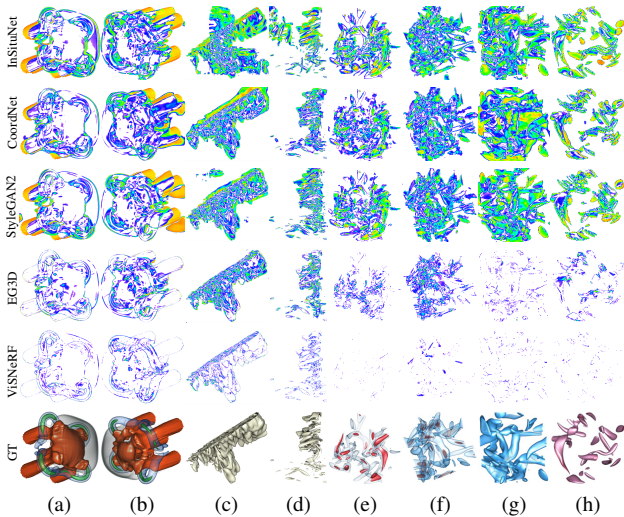 InSituNet
CoordNet
StyleGAN2
EG3D
ViSNeRF
GT
(a) (b) (c) (d) (e) (f) (g) (h)